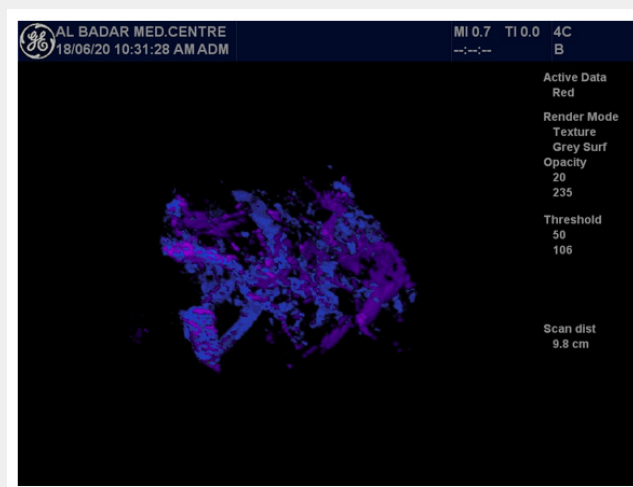 AL BADAR MED.CENTRE MI 0.7 TI 0.0 4C
18/06/20 10:31:28 AM ADM --:--:-- B
Active Data
Red
Render Mode
Texture
Grey Surf
Opacity
20
235
Threshold
50
106
Scan dist
9.8 cm